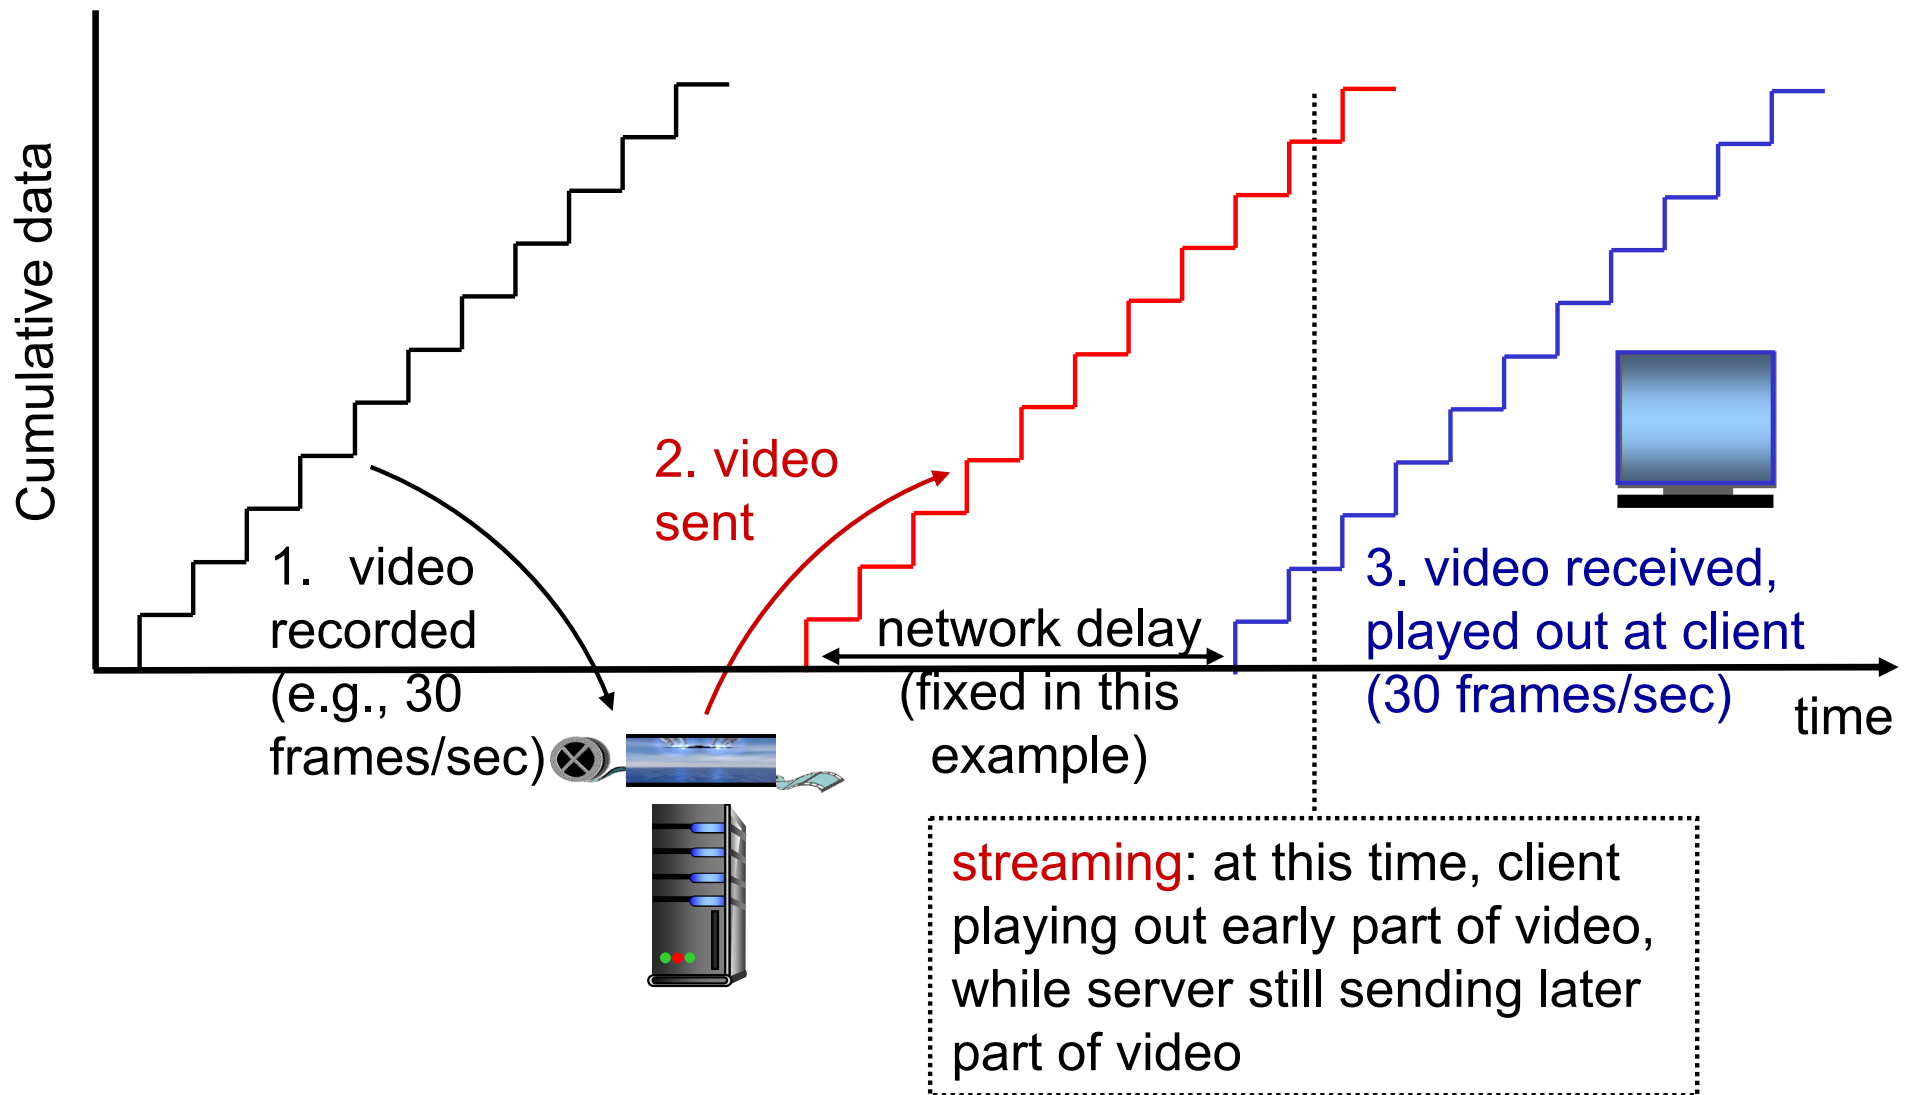 Cumulative data
1. video
recorded
(e.g., 30
frames/sec)
2. video
sent
network delay
(fixed in this
example)
3. video received,
played out at client
(30 frames/sec)
time
streaming: at this time, client
playing out early part of video,
while server still sending later
part of video